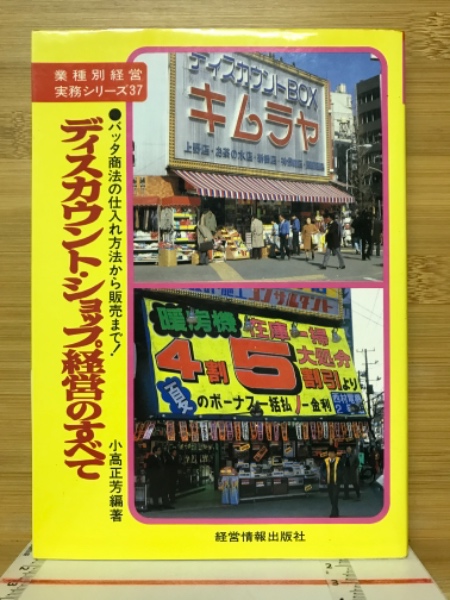 業種別経営
実務シリーズ37
●バッタ商法の仕入れ方法から販売まで!
ディスカウント・ショップ経営のすべて
小高正芳編著
ディスカウントBOX
キムラヤ
暖房機
在庫一掃
大処分
4割
5割引より
のボーナス一括払
金利
経営情報出版社
2
3